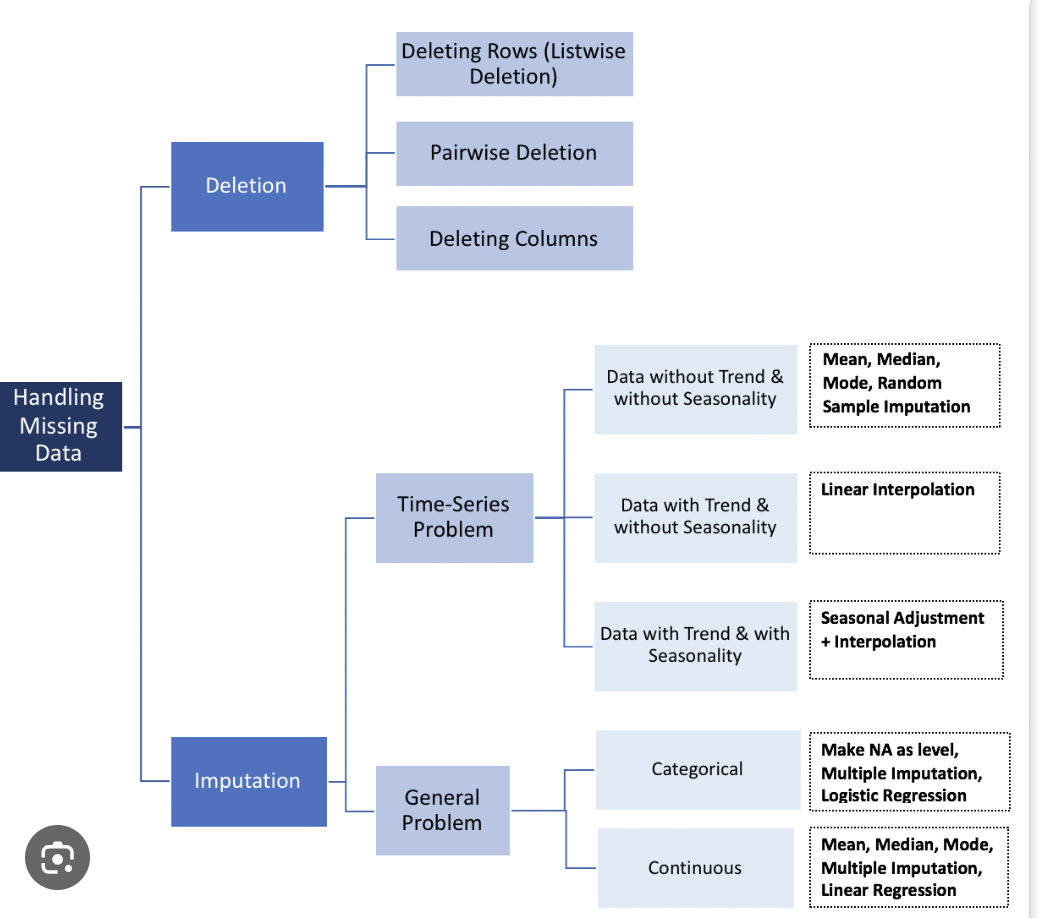 Deleting Rows (Listwise
Deletion)
Pairwise Deletion
Deletion
Deleting Columns
Handling
Missing
Data
Data without Trend &
without Seasonality
Mean, Median,
Mode, Random
Sample Imputation
Time-Series
Problem
Data with Trend &
without Seasonality
Linear Interpolation
Data with Trend & with
Seasonality
Seasonal Adjustment
+ Interpolation
Imputation
General
Problem
Categorical
Make NA as level,
Multiple Imputation,
Logistic Regression
Continuous
Mean, Median, Mode,
Multiple Imputation,
Linear Regression